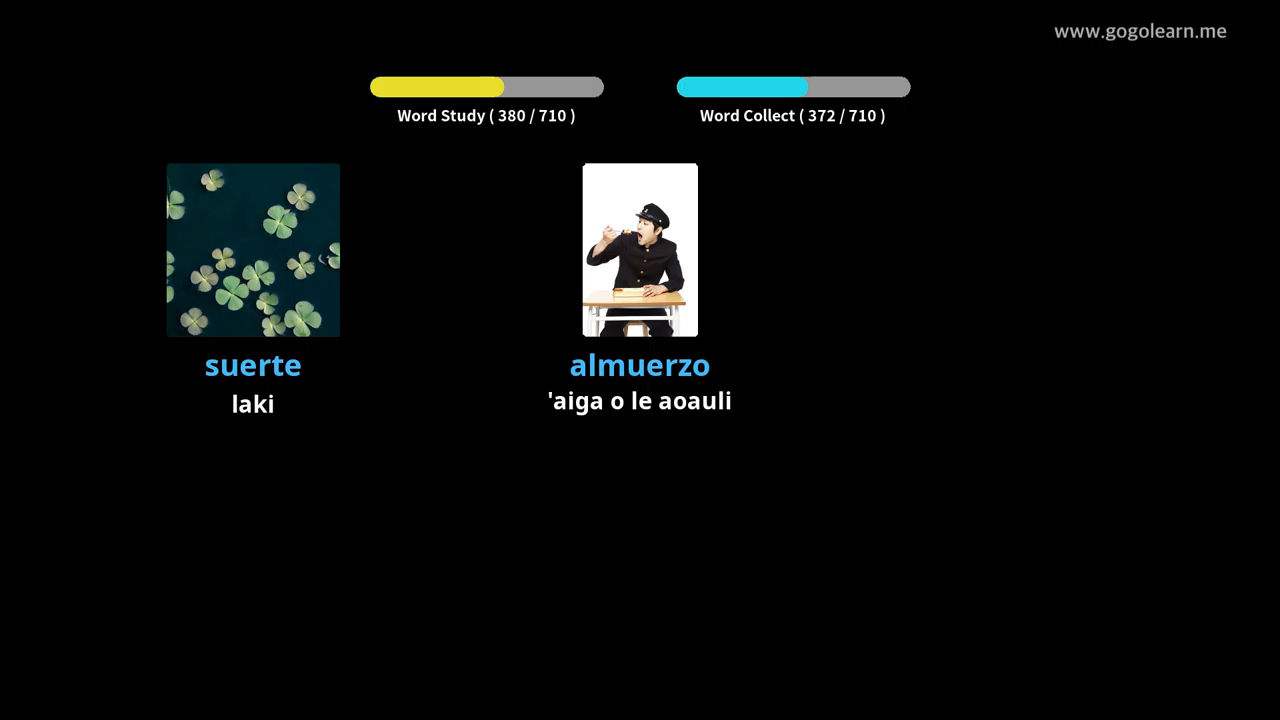 www.gogolearn.me
Word Study ( 380 / 710 )
Word Collect ( 372 / 710 )
suerte
laki
almuerzo
'aiga o le aoauli